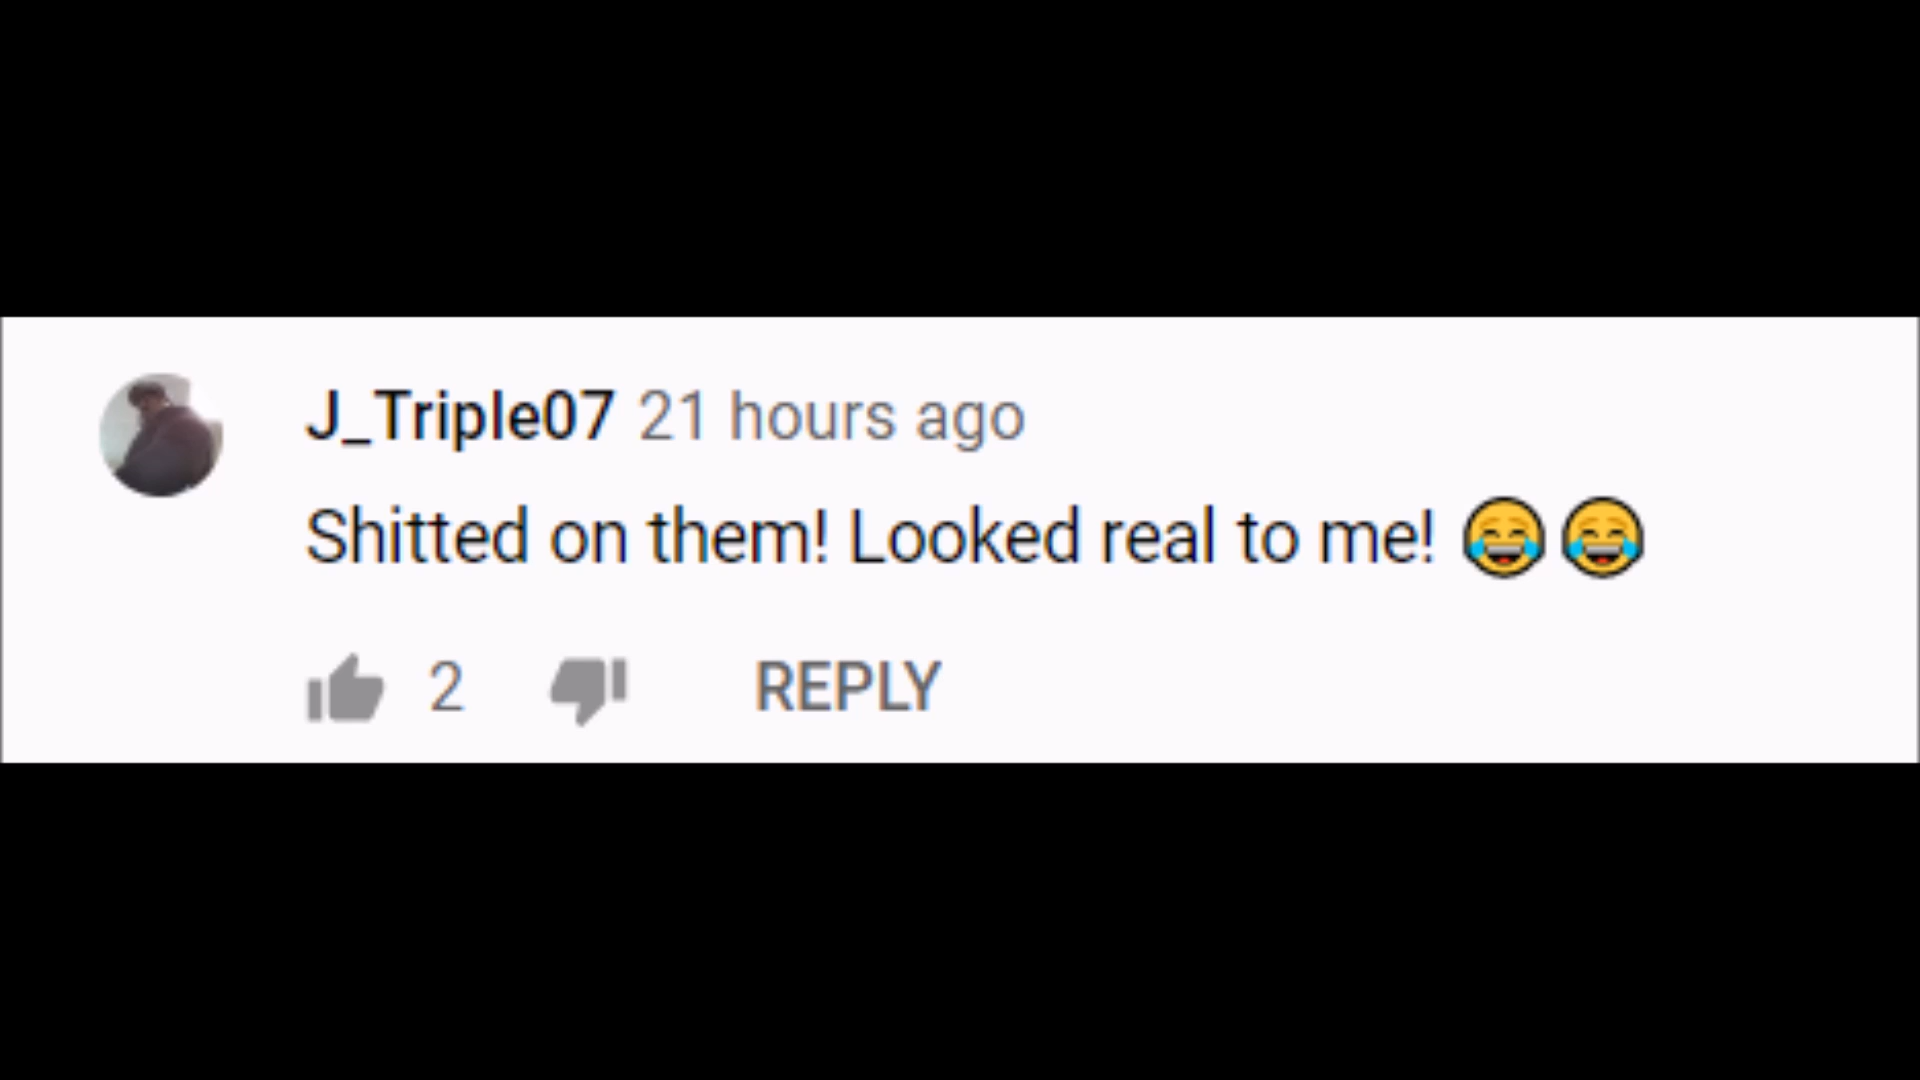 J_Triple07 21 hours ago
Shitted on them! Looked real to me! 😂😂
2 REPLY